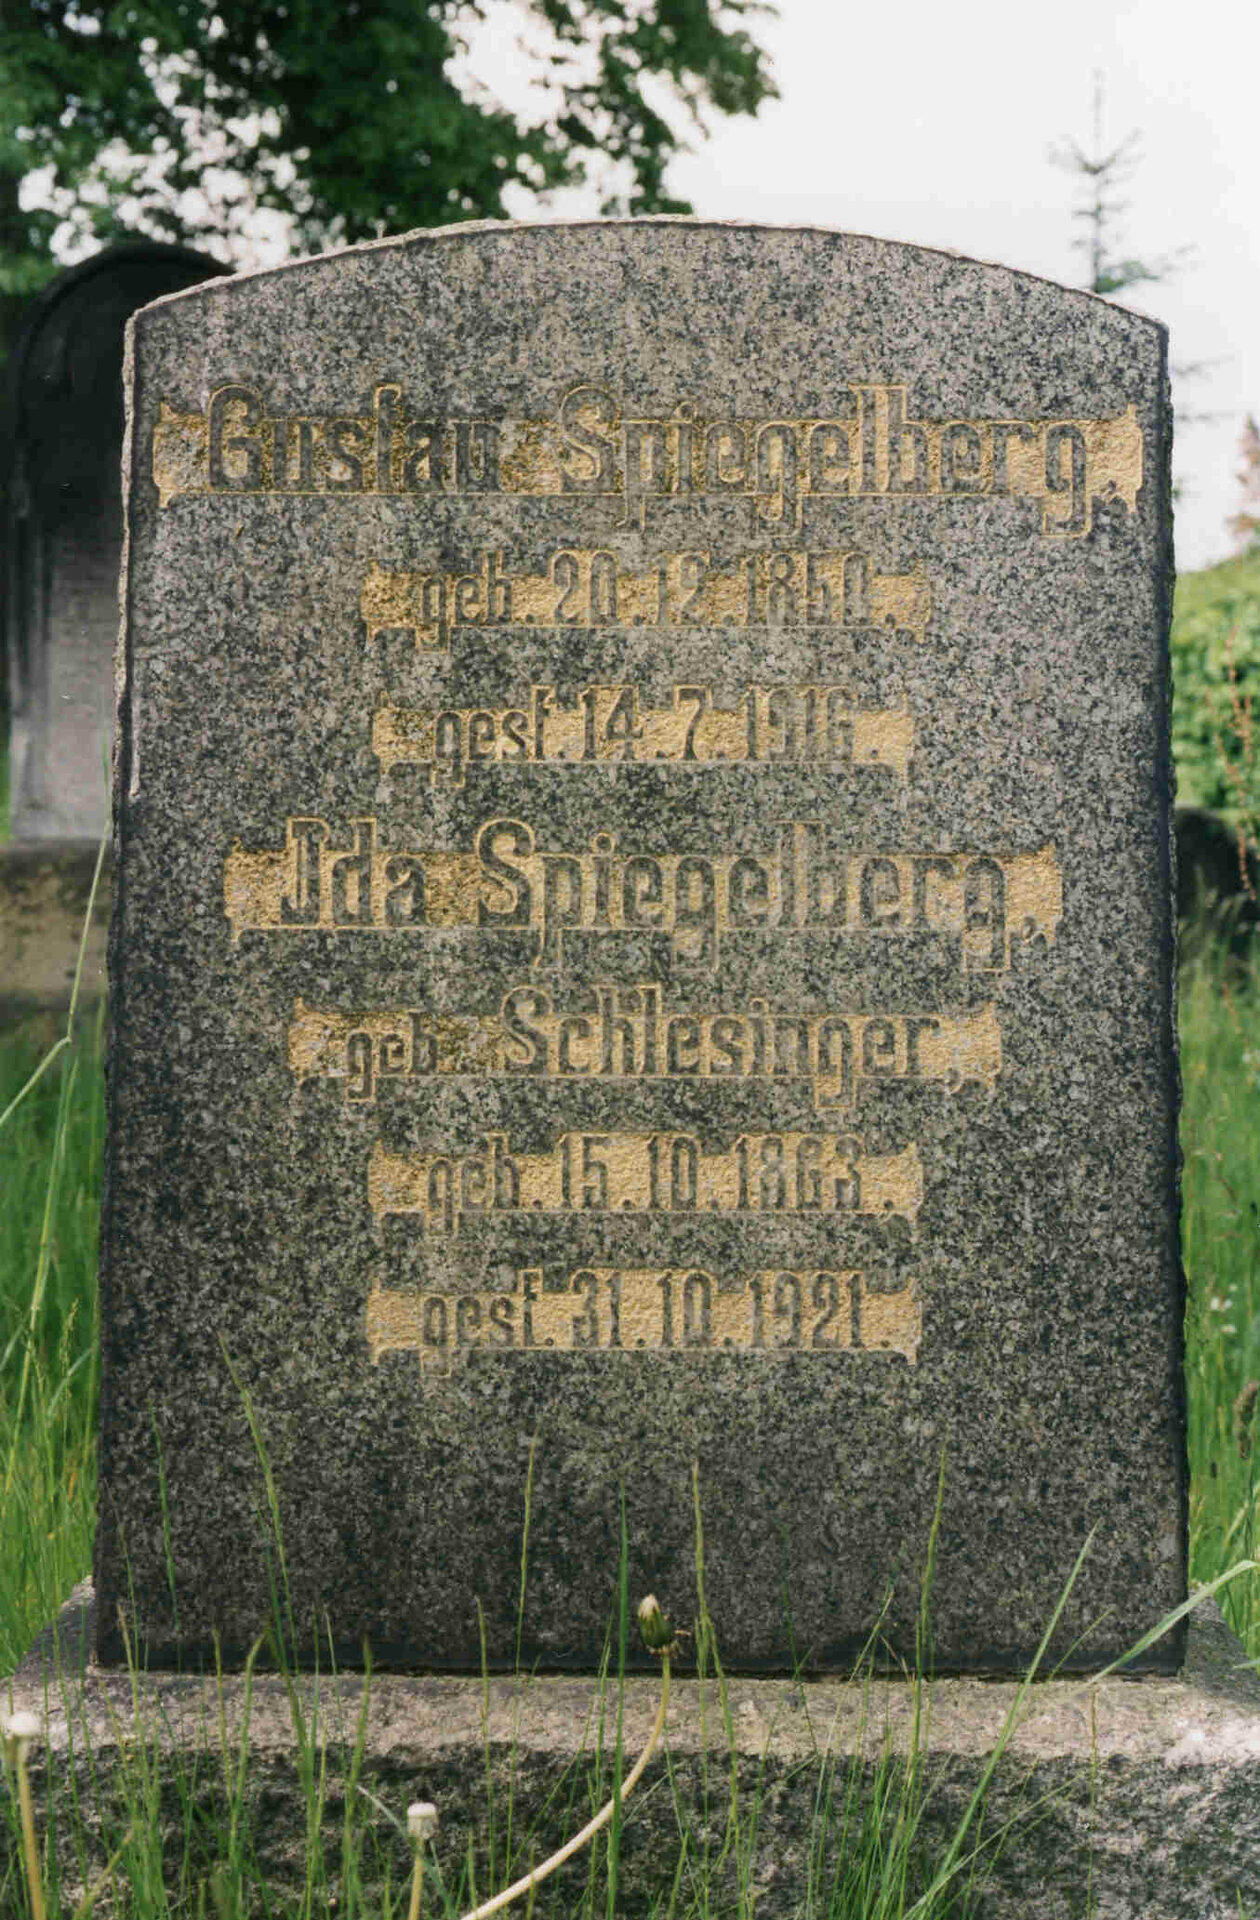 Gustav Spiegelberg,
geb. 20.12.1850.
gest. 14.7.1916.
Ida Spiegelberg,
geb. Schlesinger,
geb. 15.10.1863.
gest. 31.10.1921.